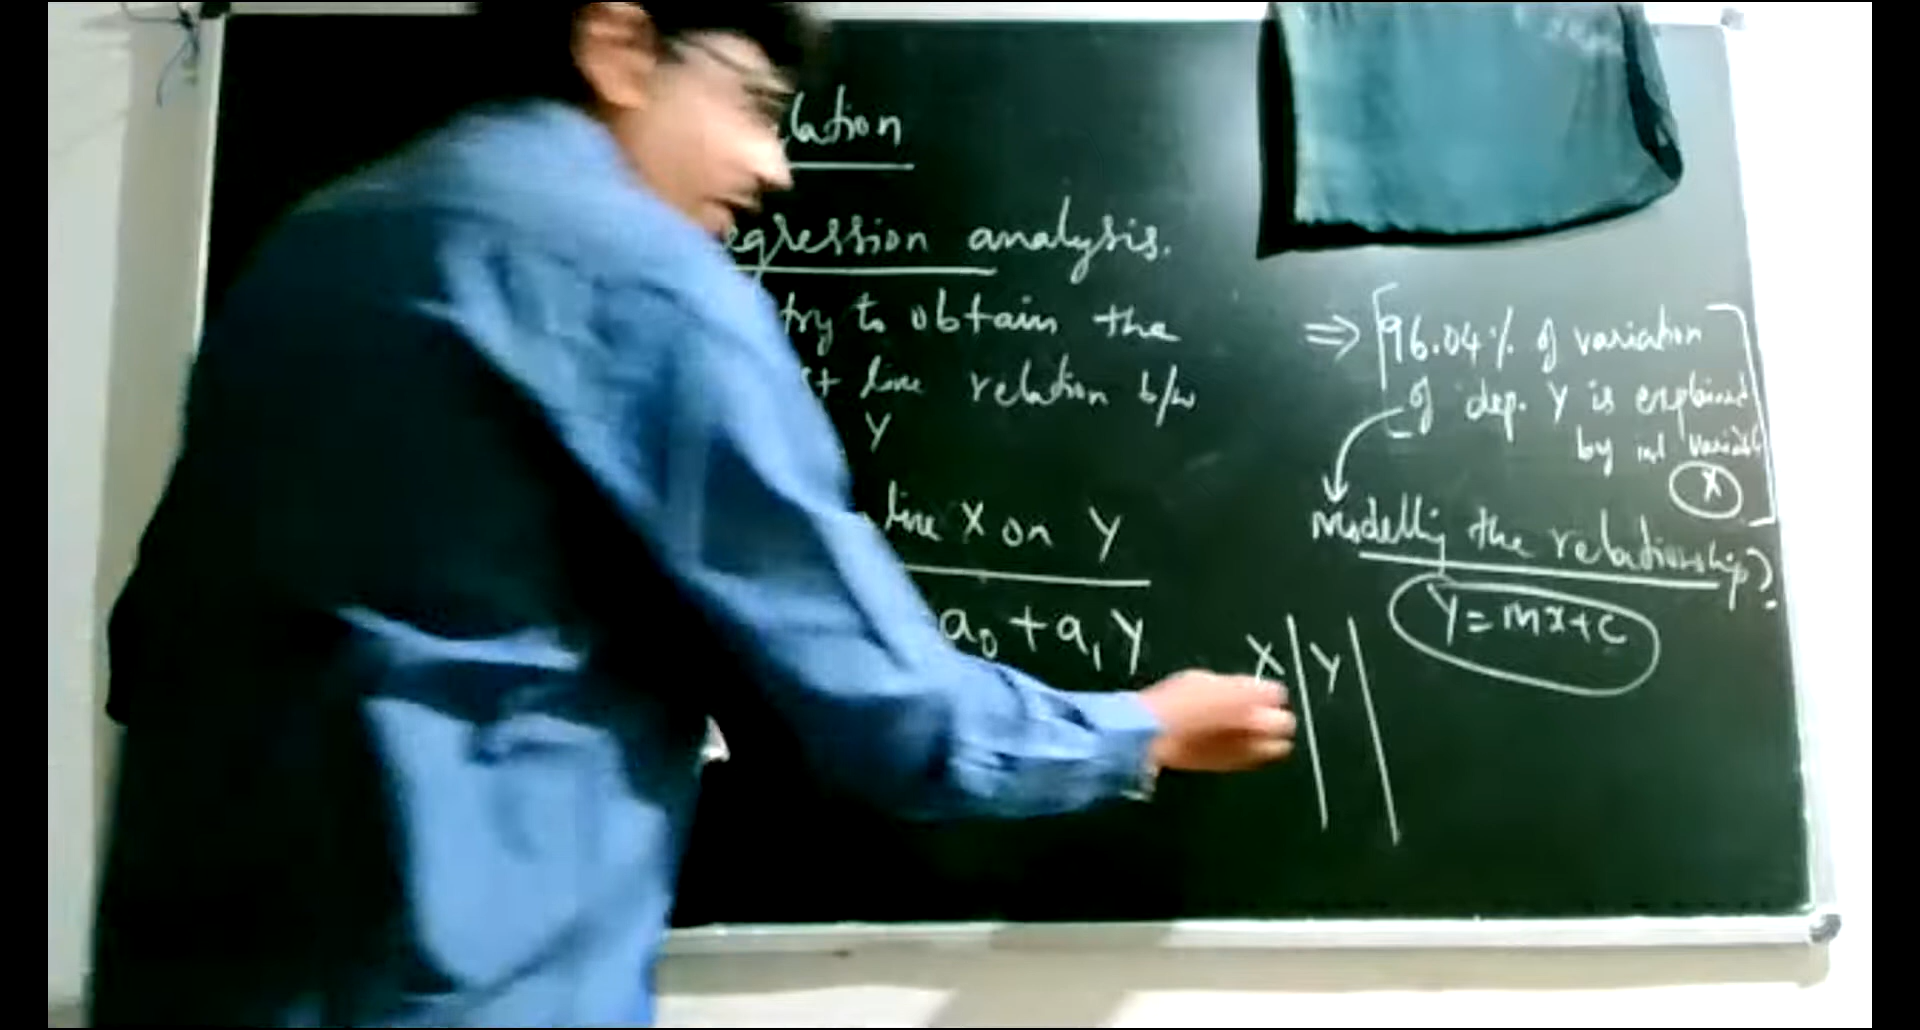 lation
egression analysis.
try to obtain the
line relation b/w
Y
line X on Y
a₀ + a₁ Y
⇒ [96.04% of variation
of dep. Y is explained
by ind variable
X
Modelling the relationship?
Y = mx + c
X | Y |